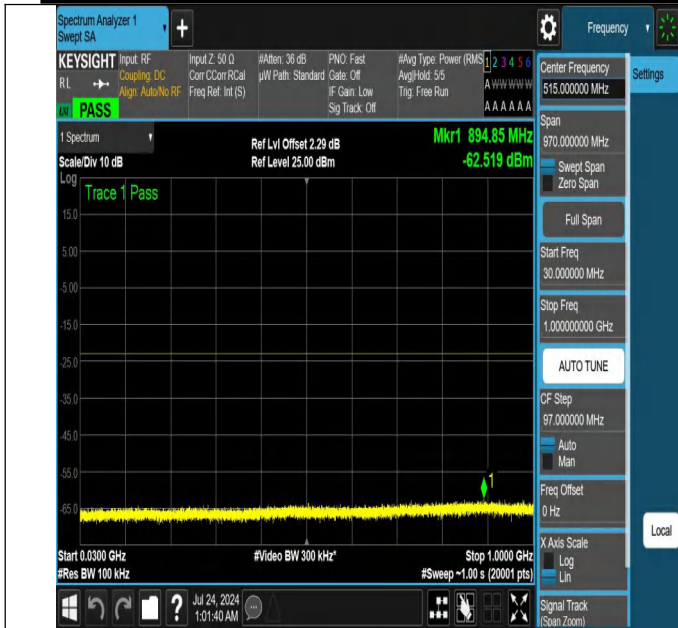 Spectrum Analyzer 1
Swept SA
+
Frequency
KEYSIGHT
RL
PASS
Input: RF
Coupling: DC
Align: Auto/No RF
Input Z: 50 Ω
Corr CCorr RCal
Freq Ref: Int (S)
#Atten: 36 dB
µW Path: Standard
PNO: Fast
Gate: Off
IF Gain: Low
Sig Track: Off
#Avg Type: Power (RMS
Avg|Hold: 5/5
Trig: Free Run
1 2 3 4 5 6
A W W W W W
A A A A A A
1 Spectrum
Scale/Div 10 dB
Ref Lvl Offset 2.29 dB
Ref Level 25.00 dBm
Mkr1 894.85 MHz
-62.519 dBm
Log
Trace 1 Pass
15.0
5.00
-5.00
-15.0
-25.0
-35.0
-45.0
-55.0
-65.0
1
Start 0.0300 GHz
#Res BW 100 kHz
#Video BW 300 kHz*
Stop 1.0000 GHz
#Sweep ~1.00 s (20001 pts)
Center Frequency
515.000000 MHz
Settings
Span
970.000000 MHz
Swept Span
Zero Span
Full Span
Start Freq
30.000000 MHz
Stop Freq
1.000000000 GHz
AUTO TUNE
CF Step
97.000000 MHz
Auto
Man
Freq Offset
0 Hz
X Axis Scale
Log
Lin
Local
Signal Track
(Span Zoom)
?
Jul 24, 2024
1:01:40 AM